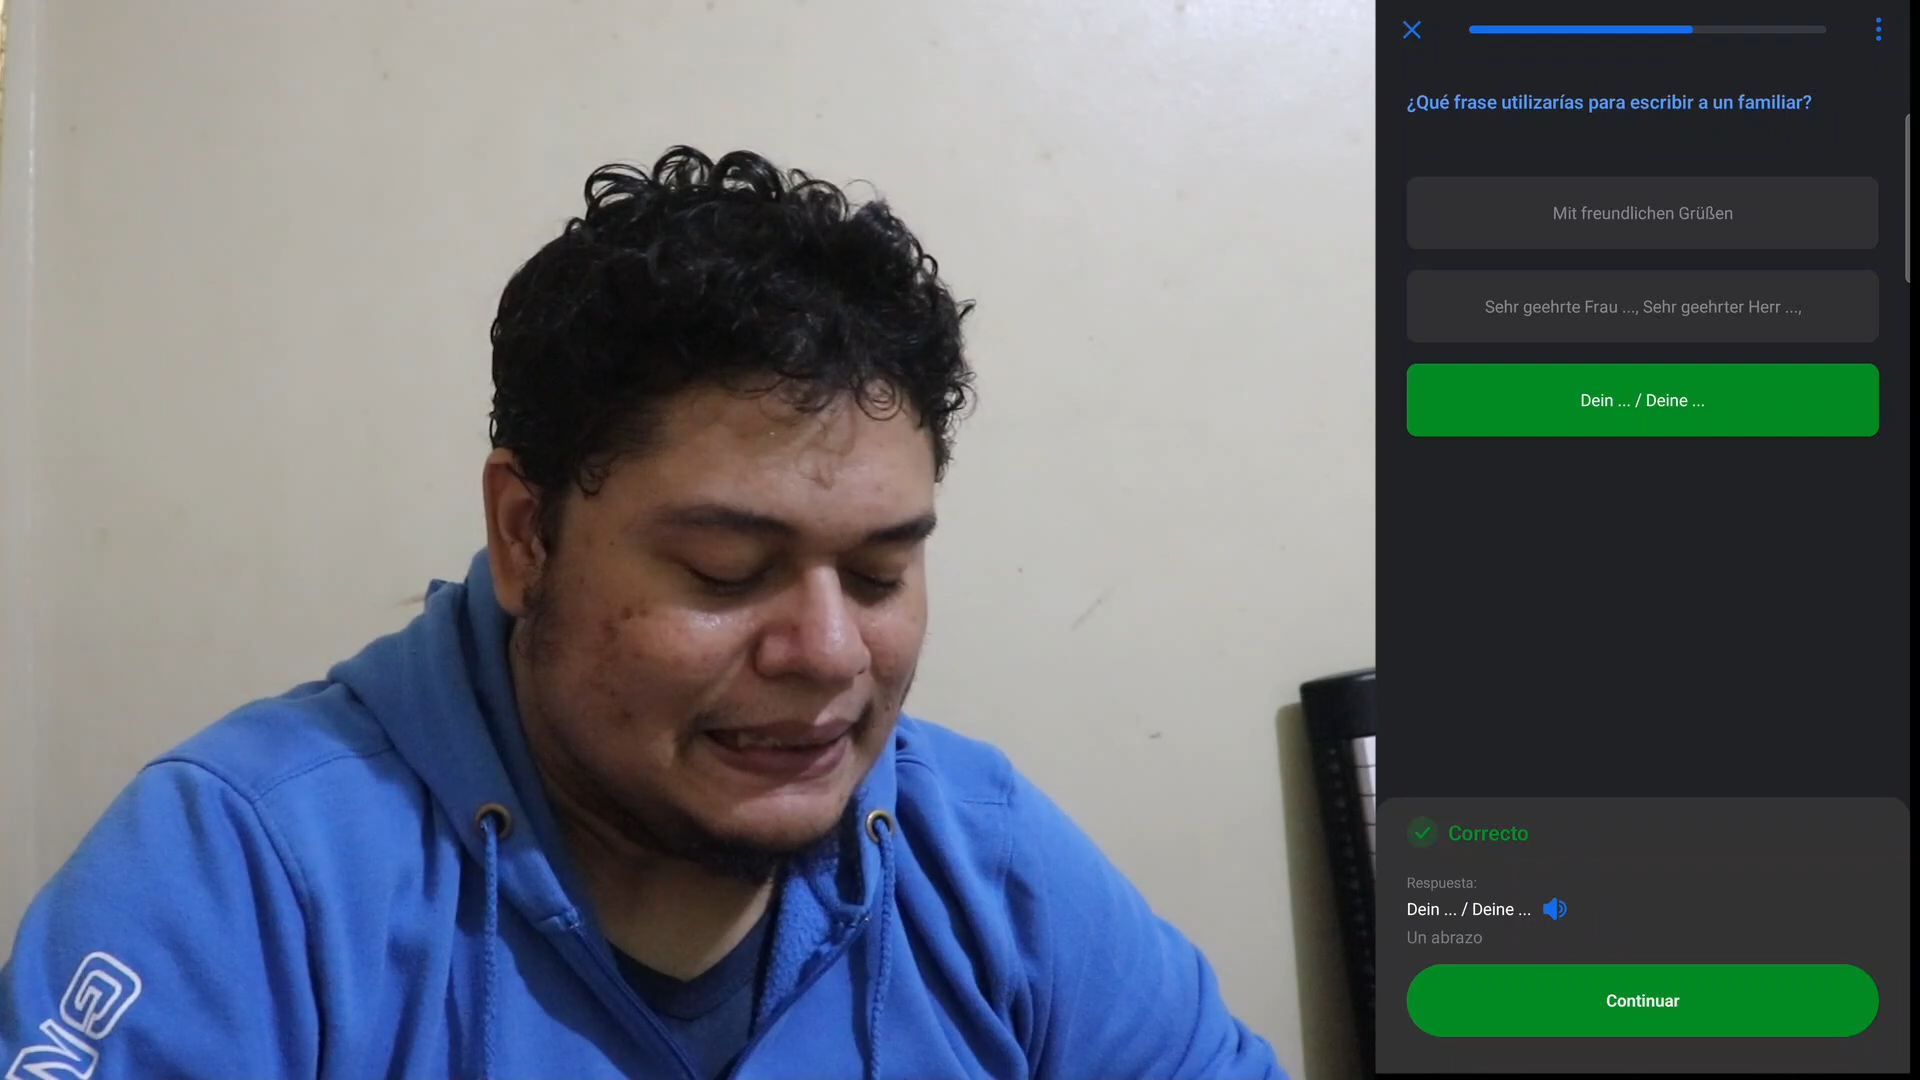 ¿Qué frase utilizarías para escribir a un familiar?
Mit freundlichen Grüßen
Sehr geehrte Frau ..., Sehr geehrter Herr ...,
Dein ... / Deine ...
Correcto
Respuesta:
Dein ... / Deine ...
Un abrazo
Continuar